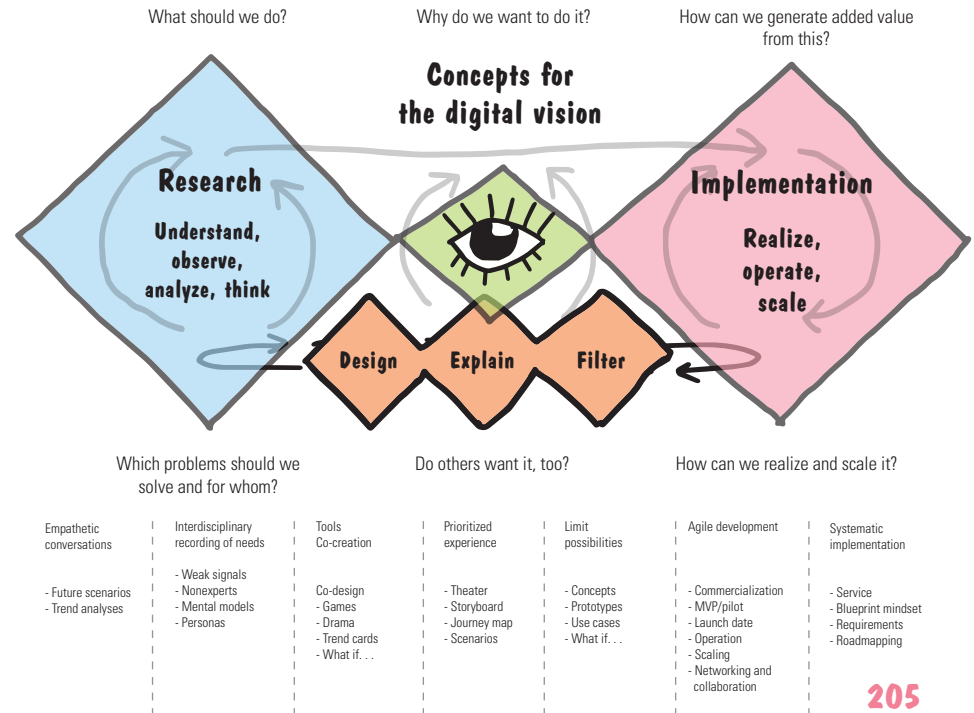 What should we do?
Why do we want to do it?
How can we generate added value
from this?
Concepts for
the digital vision
Research
Understand,
observe,
analyze, think
Implementation
Realize,
operate,
scale
Design
Explain
Filter
Which problems should we
solve and for whom?
Do others want it, too?
How can we realize and scale it?
Empathetic
conversations
- Future scenarios
- Trend analyses
Interdisciplinary
recording of needs
- Weak signals
- Nonexperts
- Mental models
- Personas
Tools
Co-creation
Co-design
- Games
- Drama
- Trend cards
- What if. . .
Prioritized
experience
- Theater
- Storyboard
- Journey map
- Scenarios
Limit
possibilities
- Concepts
- Prototypes
- Use cases
- What if. . .
Agile development
- Commercialization
- MVP/pilot
- Launch date
- Operation
- Scaling
- Networking and
collaboration
Systematic
implementation
- Service
- Blueprint mindset
- Requirements
- Roadmapping
205